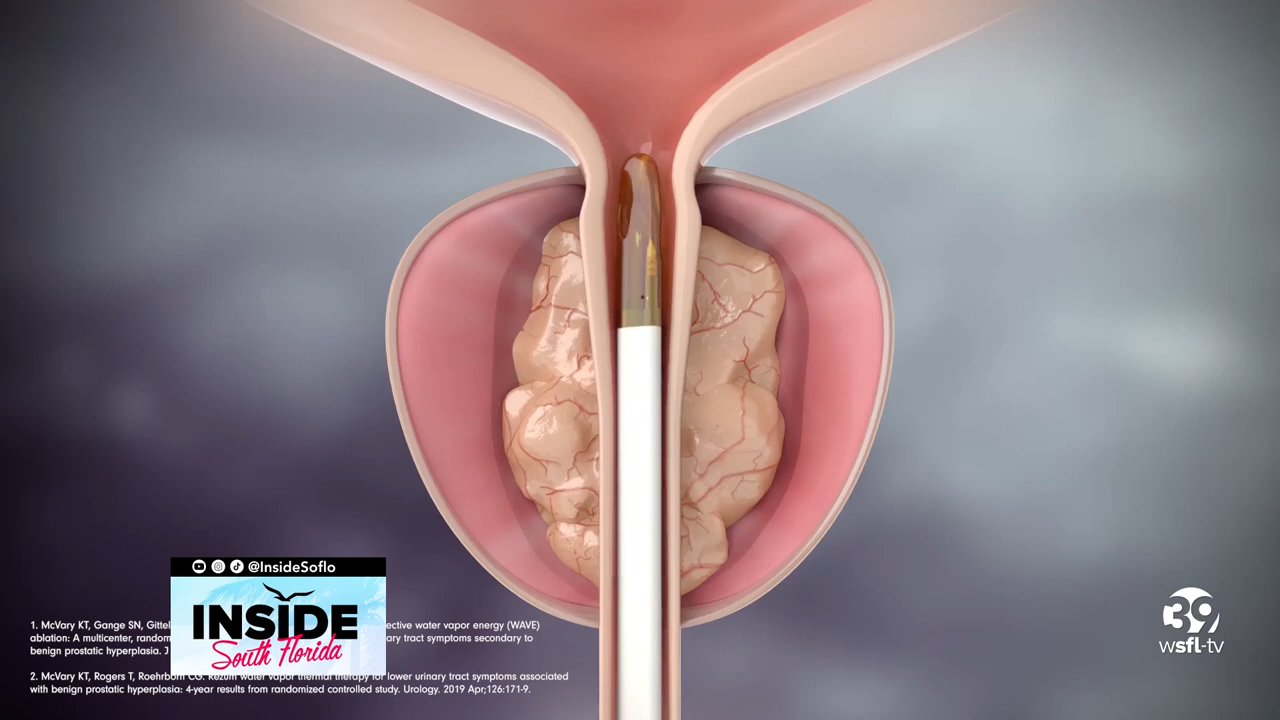 @InsideSoflo
INSIDE
South Florida
1. McVary KT, Gange SN, Gittel
ective water vapor energy (WAVE)
ablation: A multicenter, random
ary tract symptoms secondary to
benign prostatic hyperplasia. J
2. McVary KT, Rogers T, Roehrborn CG. Rezum water vapor thermal therapy for lower urinary tract symptoms associated
with benign prostatic hyperplasia: 4-year results from randomized controlled study. Urology. 2019 Apr;126:171-9.
39
wsfl-tv